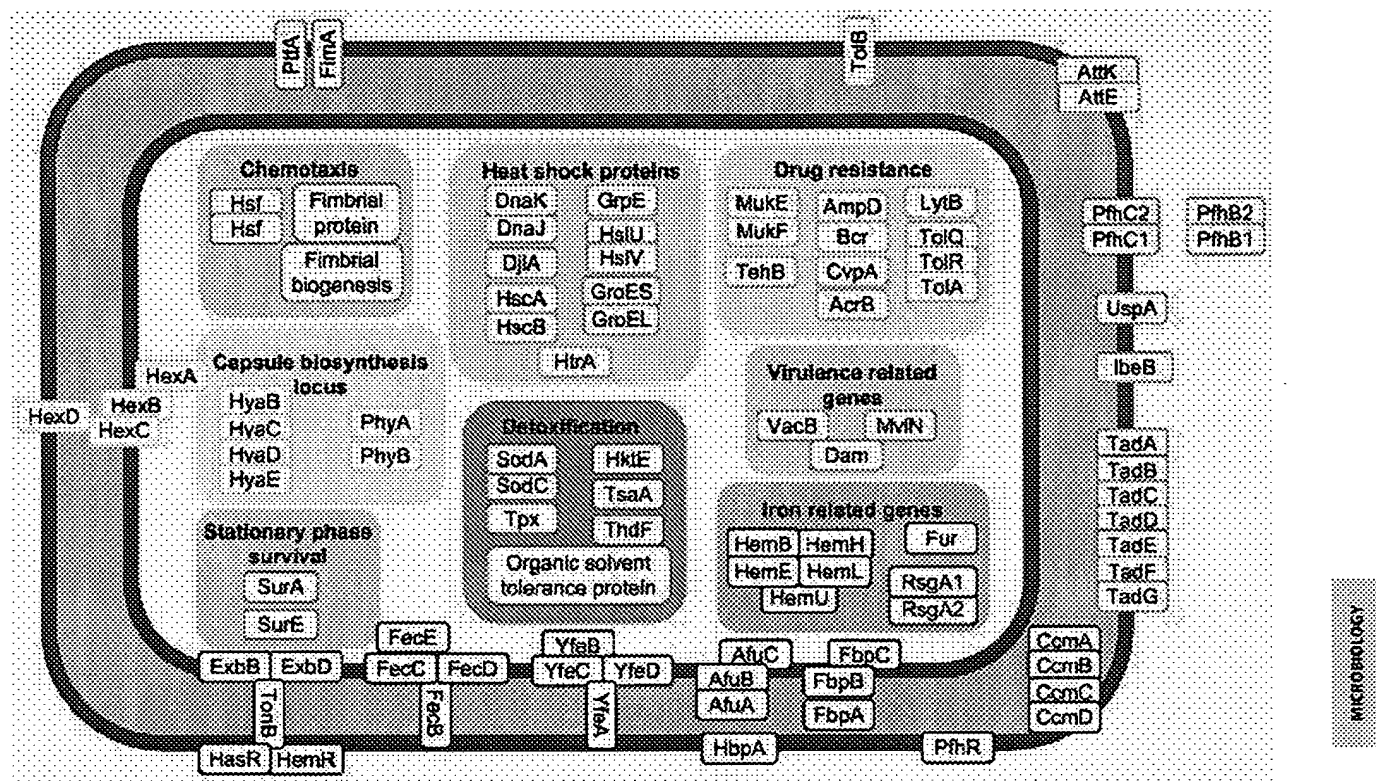 PtfA
FimA
TolB
AttK
AttE
Chemotaxis
Hsf
Hsf
Fimbrial
protein
Fimbrial
biogenesis
Heat shock proteins
DnaK
DnaJ
DjlA
HscA
HscB
GrpE
HslU
HslV
GroES
GroEL
HtrA
Drug resistance
MukE
MukF
TehB
AmpD
Bcr
CvpA
AcrB
LytB
TolQ
TolR
TolA
PfhC2
PfhC1
PfhB2
PfhB1
UspA
IbeB
HexA
HexB
HexC
HexD
Capsule biosynthesis
locus
HyaB
HyaC
HyaD
HyaE
PhyA
PhyB
Detoxification
SodA
SodC
Tpx
HktE
TsaA
ThdF
Organic solvent
tolerance protein
Virulance related
genes
VacB
MviN
Dam
TadA
TadB
TadC
TadD
TadE
TadF
TadG
Stationary phase
survival
SurA
SurE
Iron related genes
HemB
HemH
HemE
HemL
HemU
Fur
RsgA1
RsgA2
ExbB
ExbD
TonB
HasR
HemR
FecE
FecC
FecD
FecB
YfeB
YfeC
YfeD
YfeA
AfuC
AfuB
AfuA
FbpC
FbpB
FbpA
HbpA
PfhR
CcmA
CcmB
CcmC
CcmD
MICROBIOLOGY